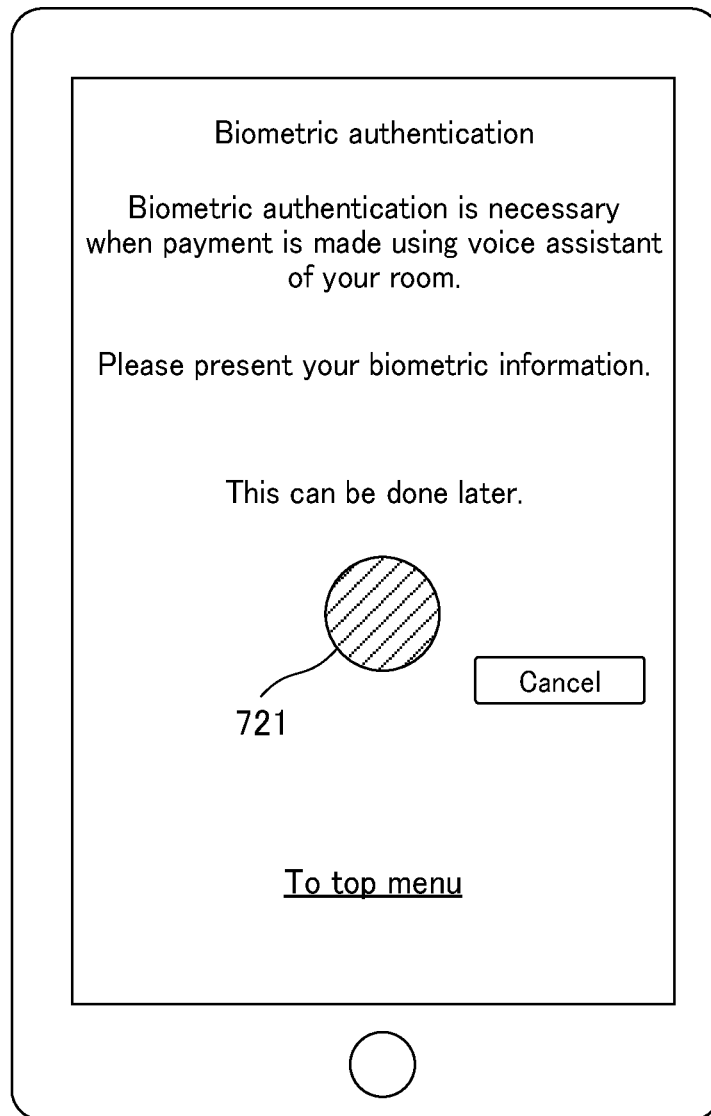 Biometric authentication
Biometric authentication is necessary
when payment is made using voice assistant
of your room.
Please present your biometric information.
This can be done later.
Cancel
721
To top menu